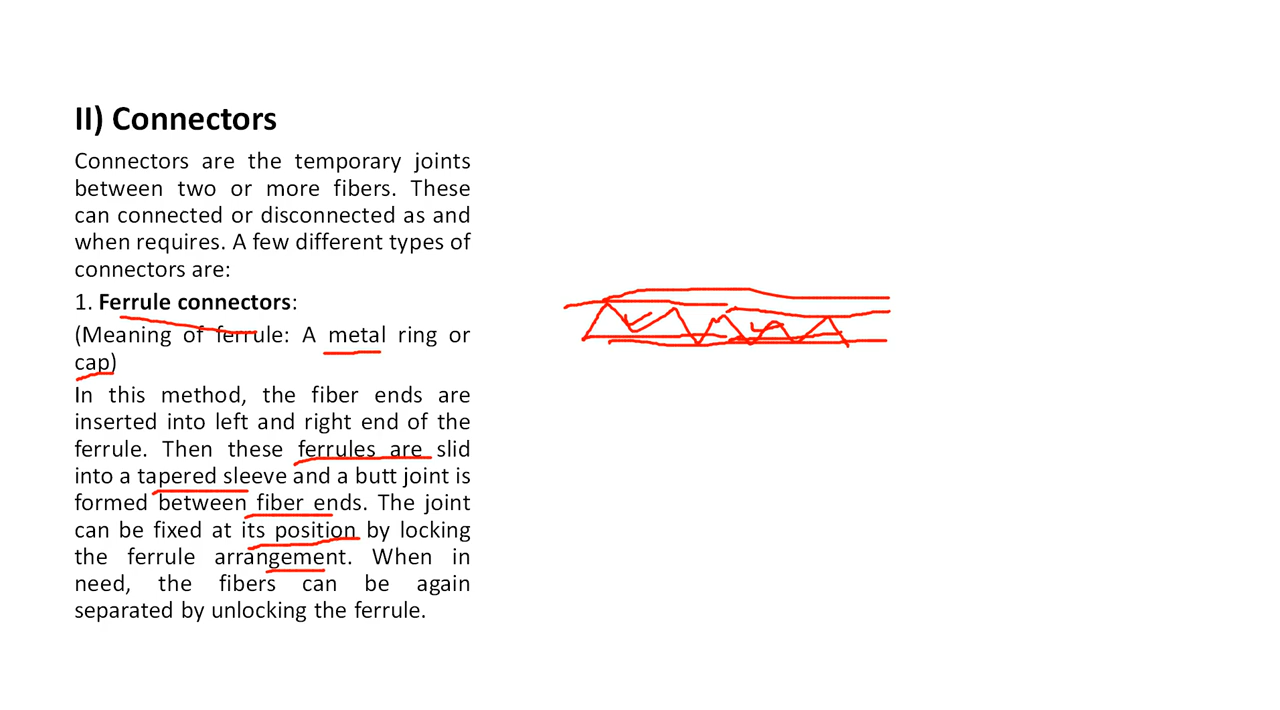 II) Connectors
Connectors are the temporary joints
between two or more fibers. These
can connected or disconnected as and
when requires. A few different types of
connectors are:
1. Ferrule connectors:
(Meaning of ferrule: A metal ring or
cap)
In this method, the fiber ends are
inserted into left and right end of the
ferrule. Then these ferrules are slid
into a tapered sleeve and a butt joint is
formed between fiber ends. The joint
can be fixed at its position by locking
the ferrule arrangement. When in
need, the fibers can be again
separated by unlocking the ferrule.